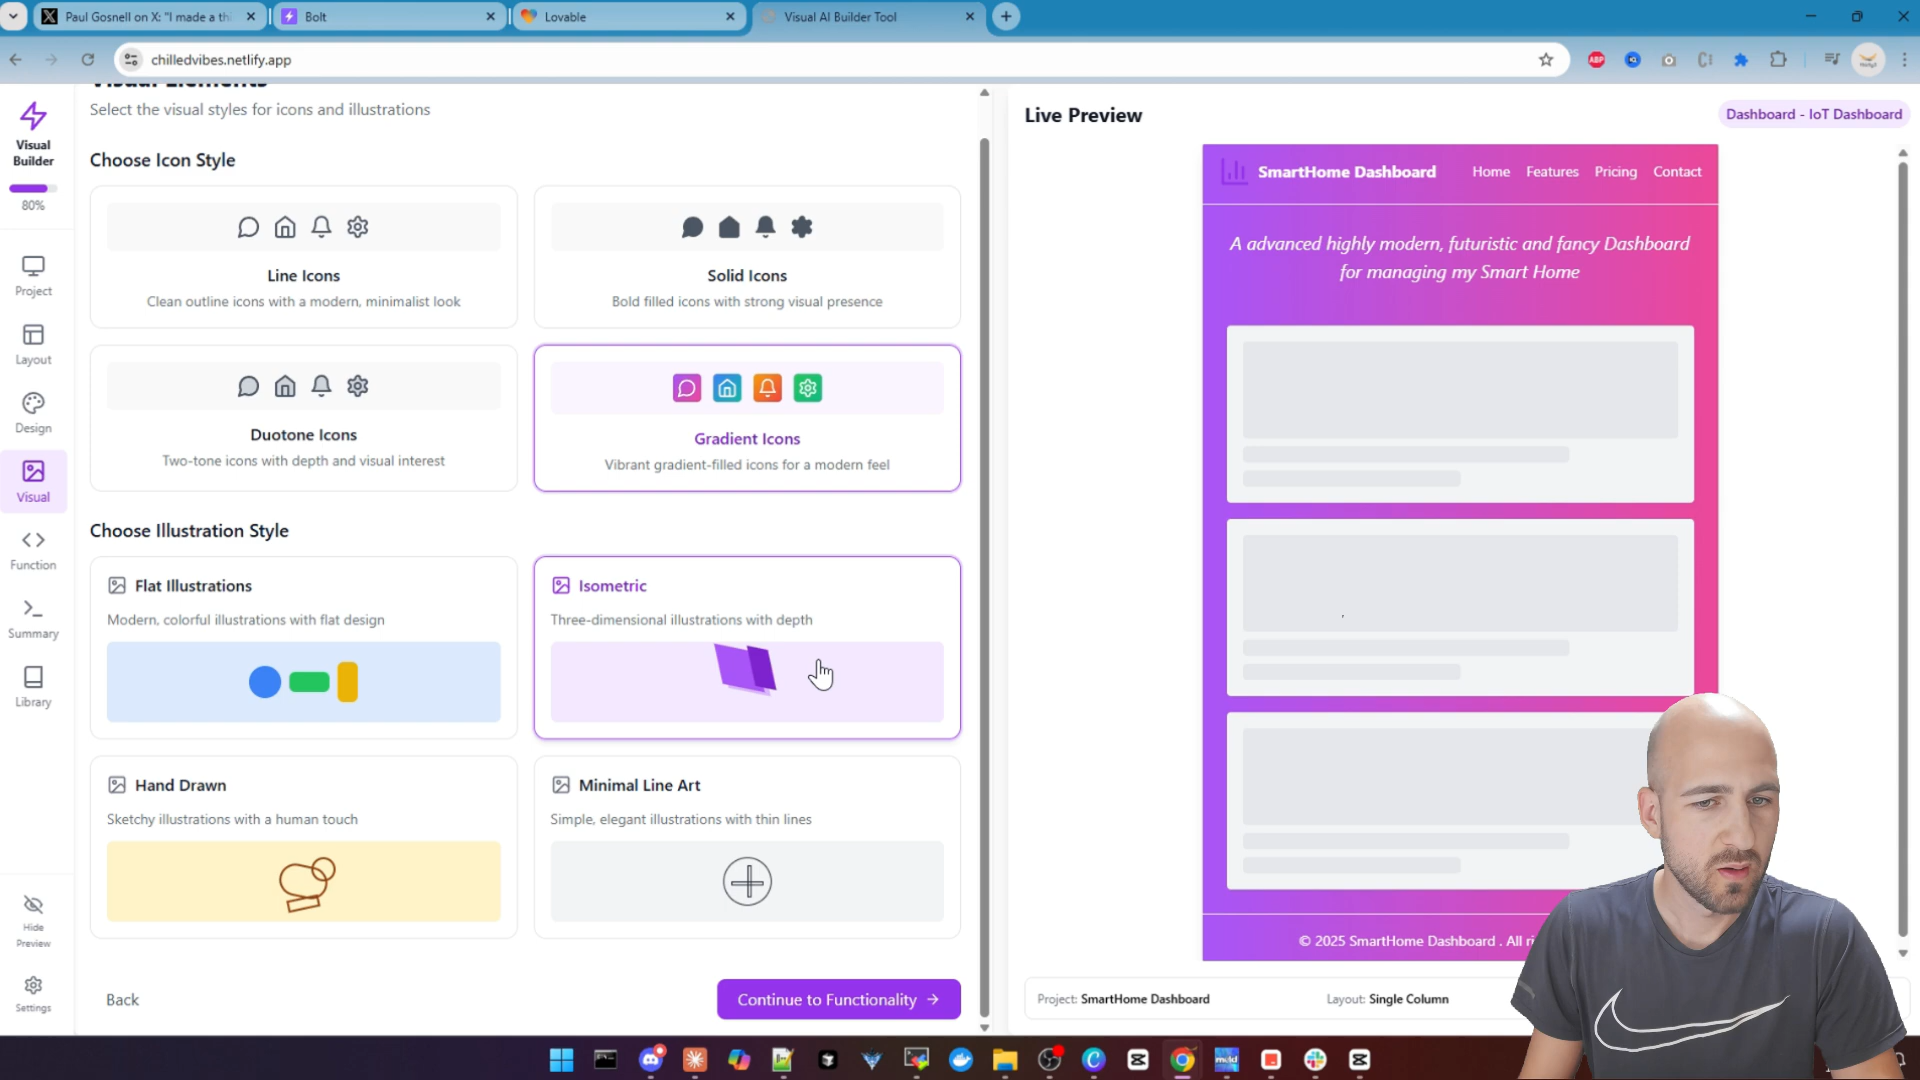 Paul Gosnell on X: "I made a thi
Bolt
Lovable
Visual AI Builder Tool
chilledvibes.netlify.app
ABP
Visual
Builder
80%
Project
Layout
Design
Visual
Function
Summary
Library
Hide
Preview
Settings
Visual Elements
Select the visual styles for icons and illustrations
Choose Icon Style
Line Icons
Clean outline icons with a modern, minimalist look
Solid Icons
Bold filled icons with strong visual presence
Duotone Icons
Two-tone icons with depth and visual interest
Gradient Icons
Vibrant gradient-filled icons for a modern feel
Choose Illustration Style
Flat Illustrations
Modern, colorful illustrations with flat design
Isometric
Three-dimensional illustrations with depth
Hand Drawn
Sketchy illustrations with a human touch
Minimal Line Art
Simple, elegant illustrations with thin lines
Back
Continue to Functionality →
Live Preview
Dashboard - IoT Dashboard
SmartHome Dashboard
Home
Features
Pricing
Contact
A advanced highly modern, futuristic and fancy Dashboard
for managing my Smart Home
© 2025 SmartHome Dashboard . All ri
Project: SmartHome Dashboard
Layout: Single Column